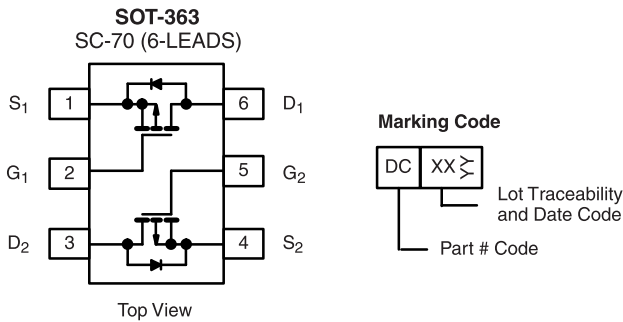 SOT-363
SC-70 (6-LEADS)
S1 1 6 D1
G1 2 5 G2
D2 3 4 S2
Top View
Marking Code
DC XX YY
Lot Traceability
and Date Code
Part # Code